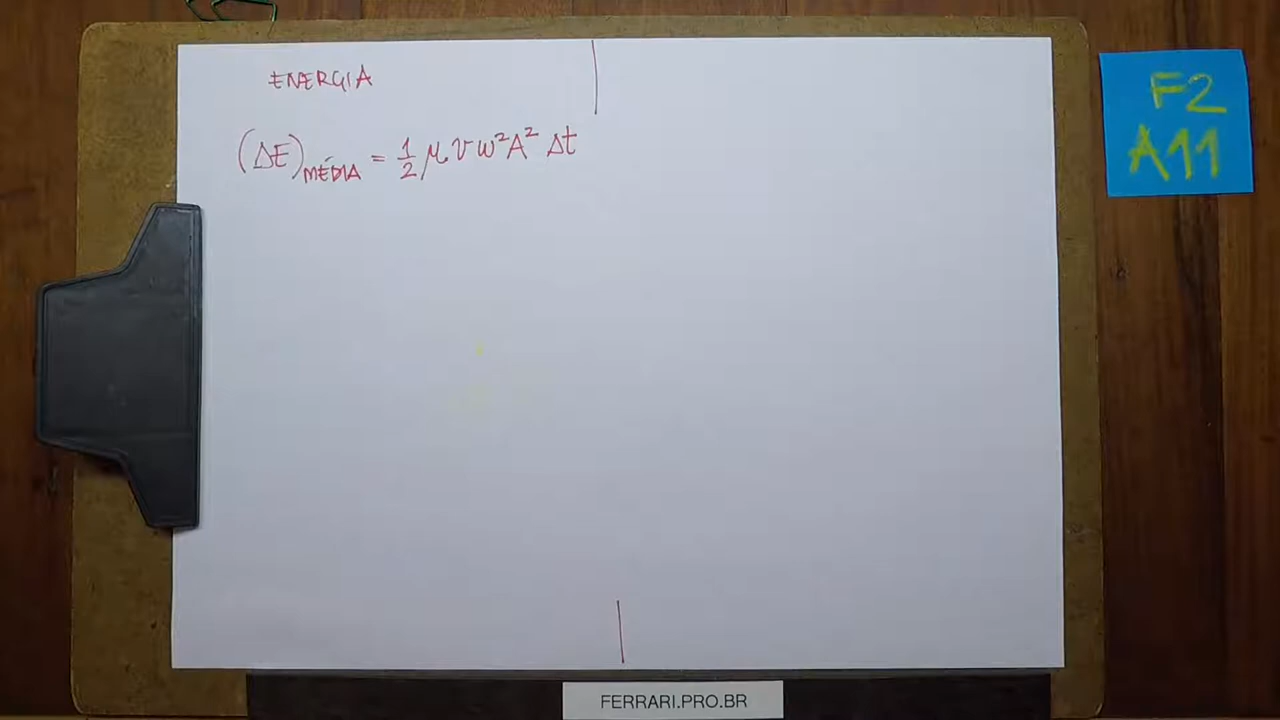 ENERGIA
(ΔE)MÉDIA = 1/2 μ v ω²A² Δt
F2
A11
FERRARI.PRO.BR